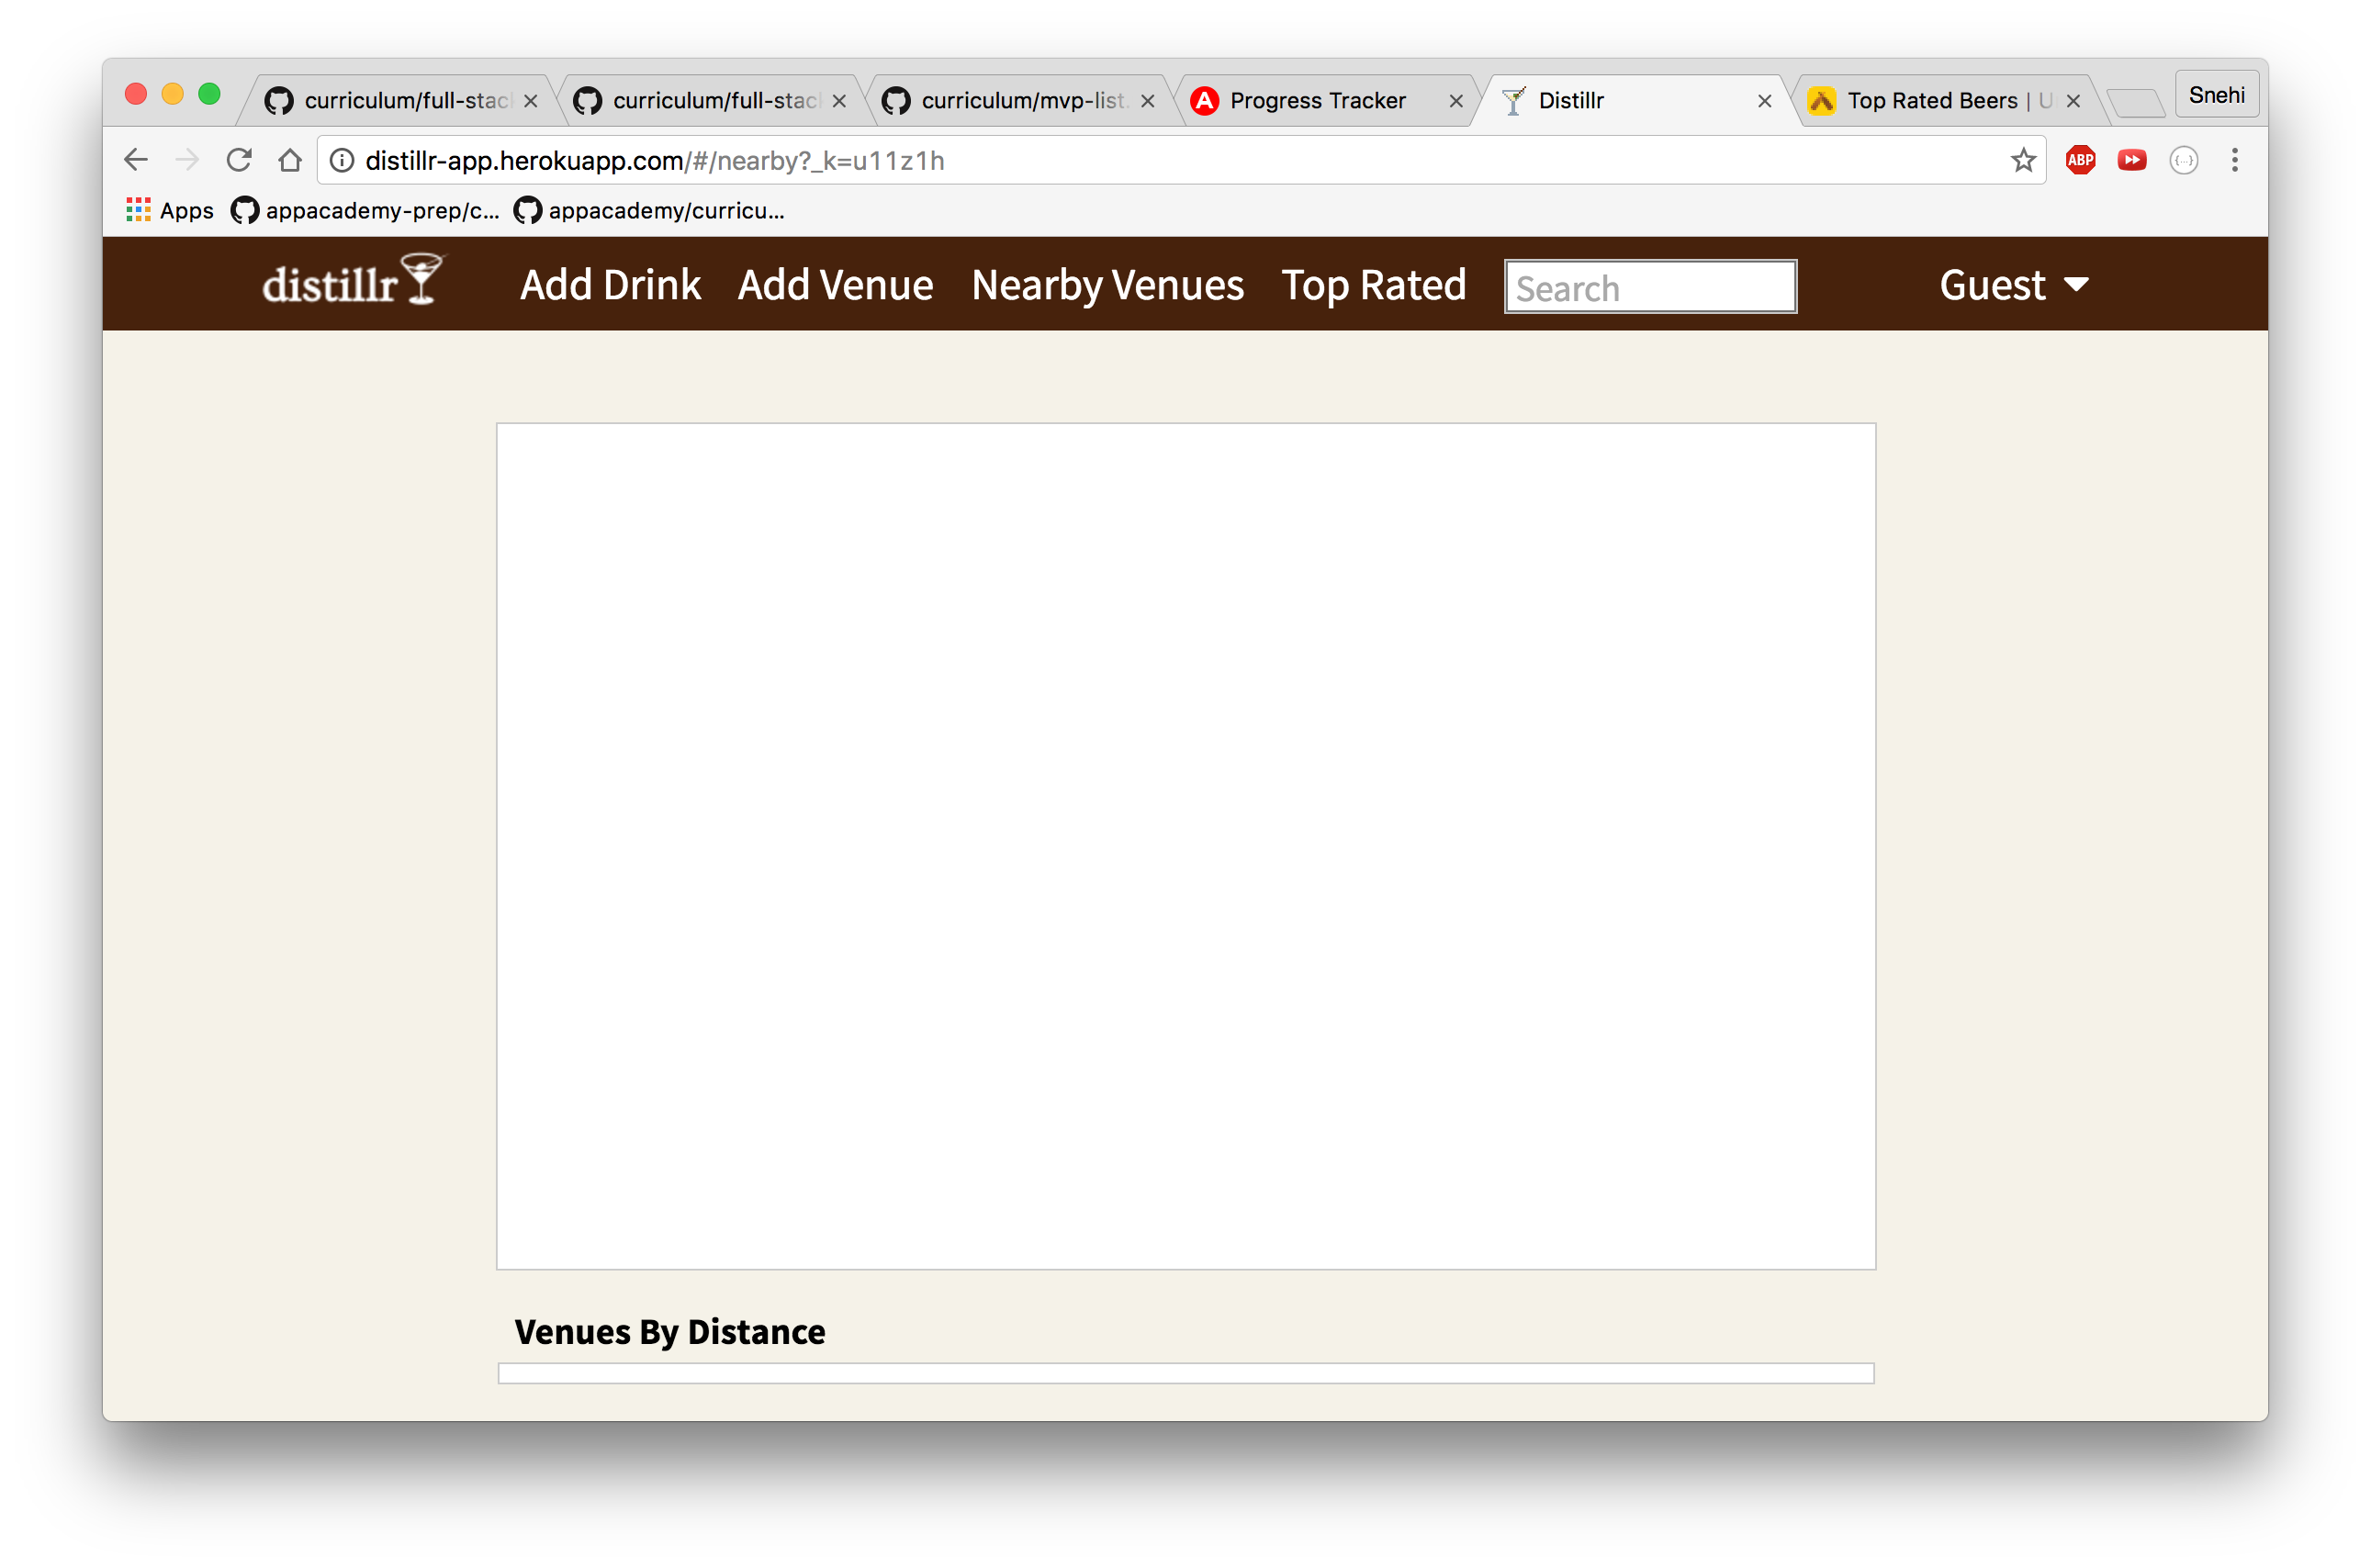 curriculum/full-stac
curriculum/full-stac
curriculum/mvp-list.
Progress Tracker
Distillr
Top Rated Beers | U
Snehi
distillr-app.herokuapp.com/#/nearby?_k=u11z1h
ABP
{...}
Apps
appacademy-prep/c...
appacademy/curricu...
distillr
Add Drink
Add Venue
Nearby Venues
Top Rated
Search
Guest
Venues By Distance